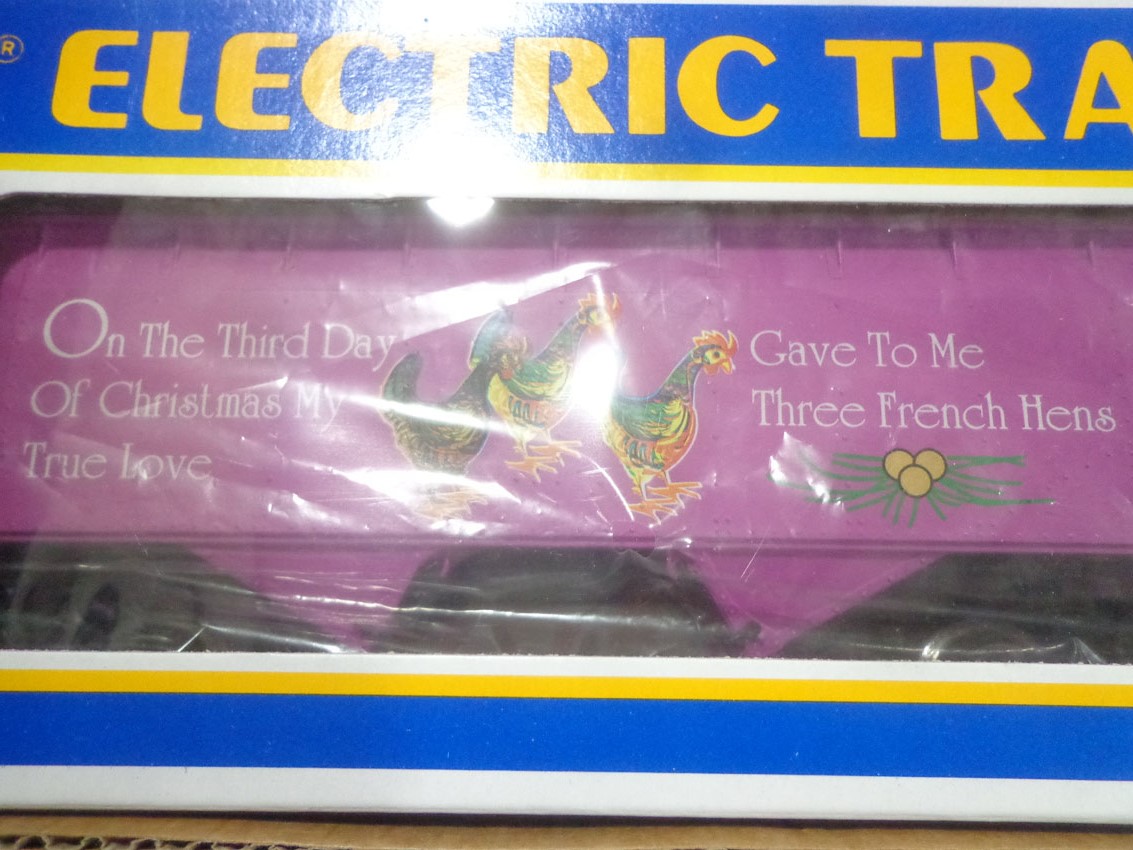 ® ELECTRIC TRA
On The Third Day
Of Christmas My
True Love
Gave To Me
Three French Hens